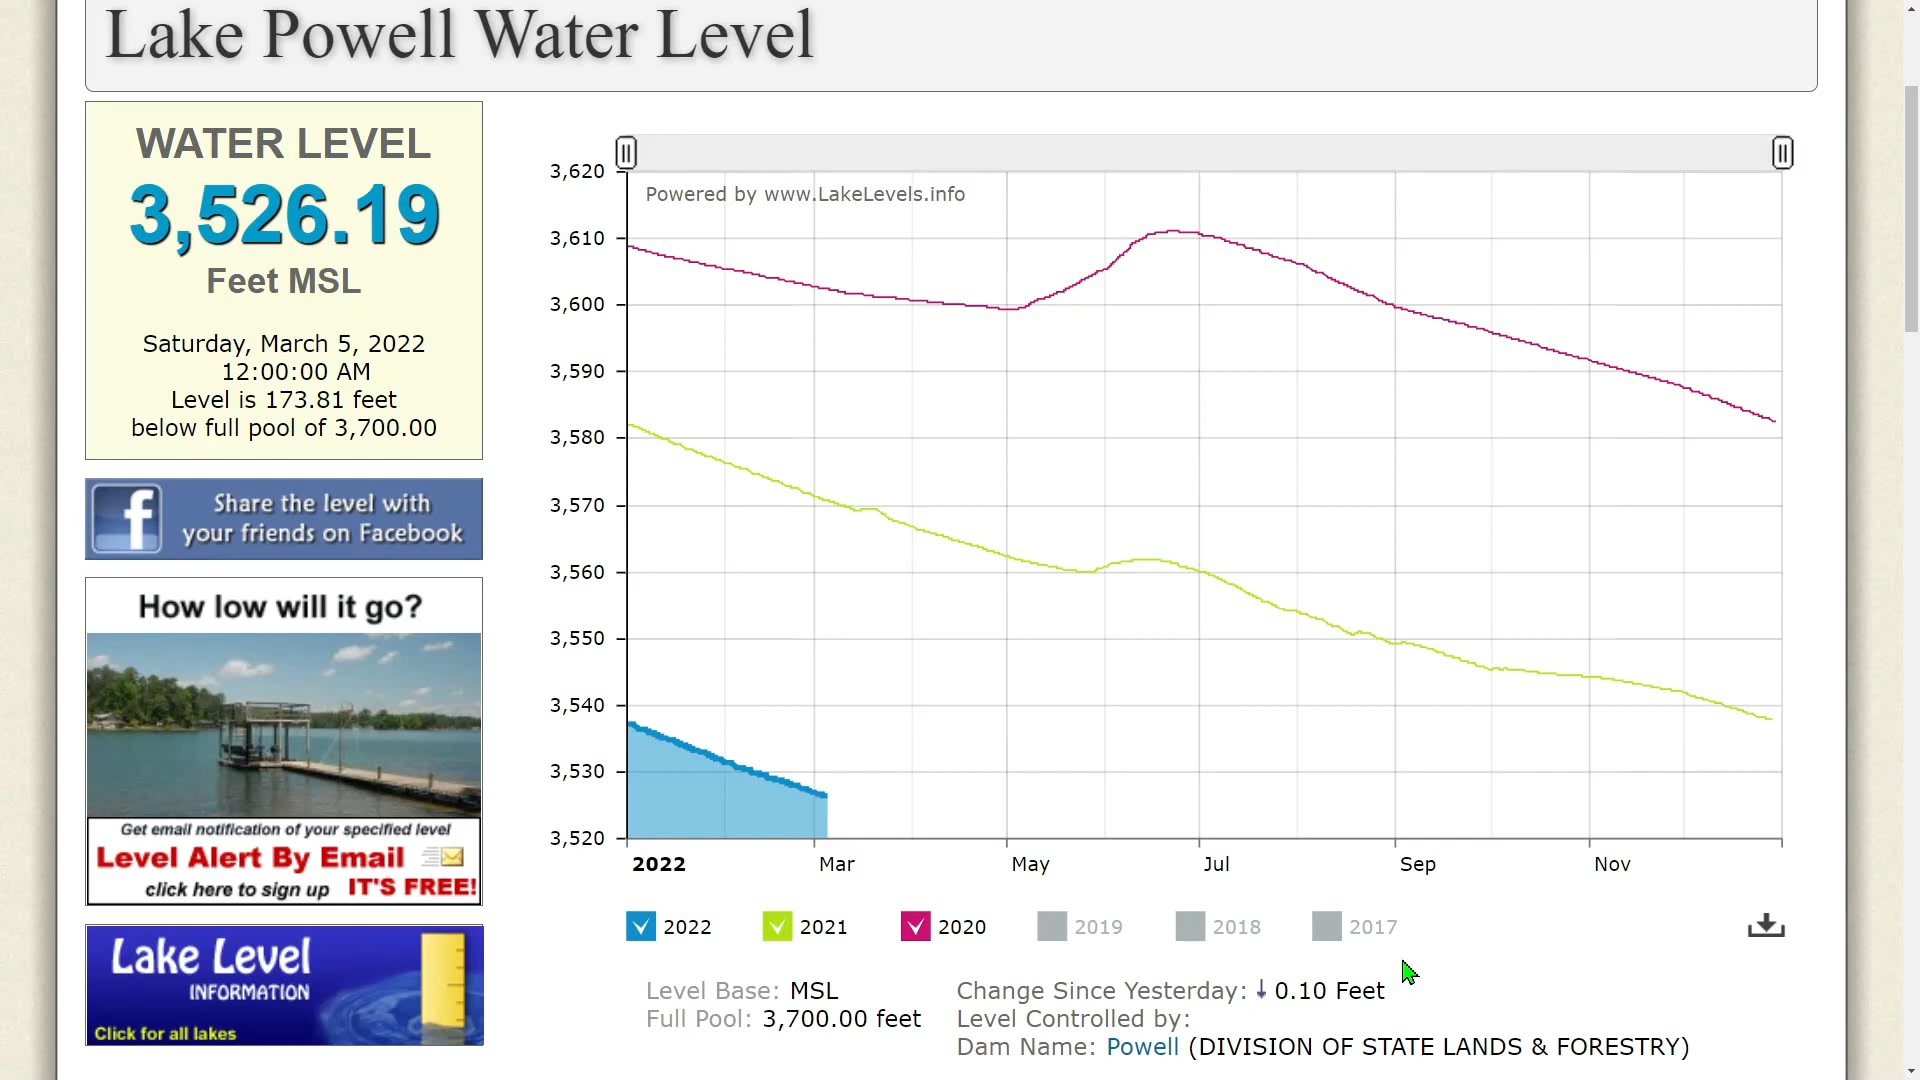 Lake Powell Water Level
WATER LEVEL
3,526.19
Feet MSL
Saturday, March 5, 2022
12:00:00 AM
Level is 173.81 feet
below full pool of 3,700.00
Share the level with
your friends on Facebook
How low will it go?
Get email notification of your specified level
Level Alert By Email
click here to sign up IT'S FREE!
Lake Level
INFORMATION
Click for all lakes
Powered by www.LakeLevels.info
3,620
3,610
3,600
3,590
3,580
3,570
3,560
3,550
3,540
3,530
3,520
2022 Mar May Jul Sep Nov
2022 2021 2020 2019 2018 2017
Level Base: MSL
Full Pool: 3,700.00 feet
Change Since Yesterday: ↓ 0.10 Feet
Level Controlled by:
Dam Name: Powell (DIVISION OF STATE LANDS & FORESTRY)